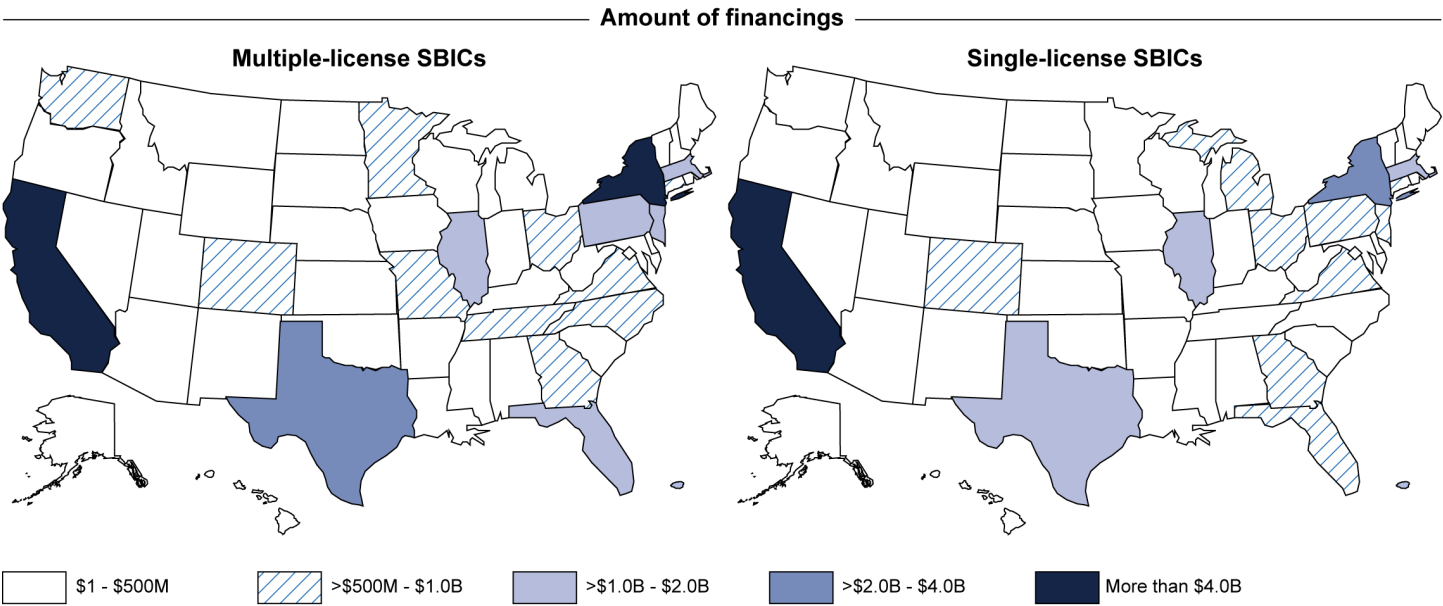 Amount of financings
Multiple-license SBICs
Single-license SBICs
$1 - $500M
>$500M - $1.0B
>$1.0B - $2.0B
>$2.0B - $4.0B
More than $4.0B